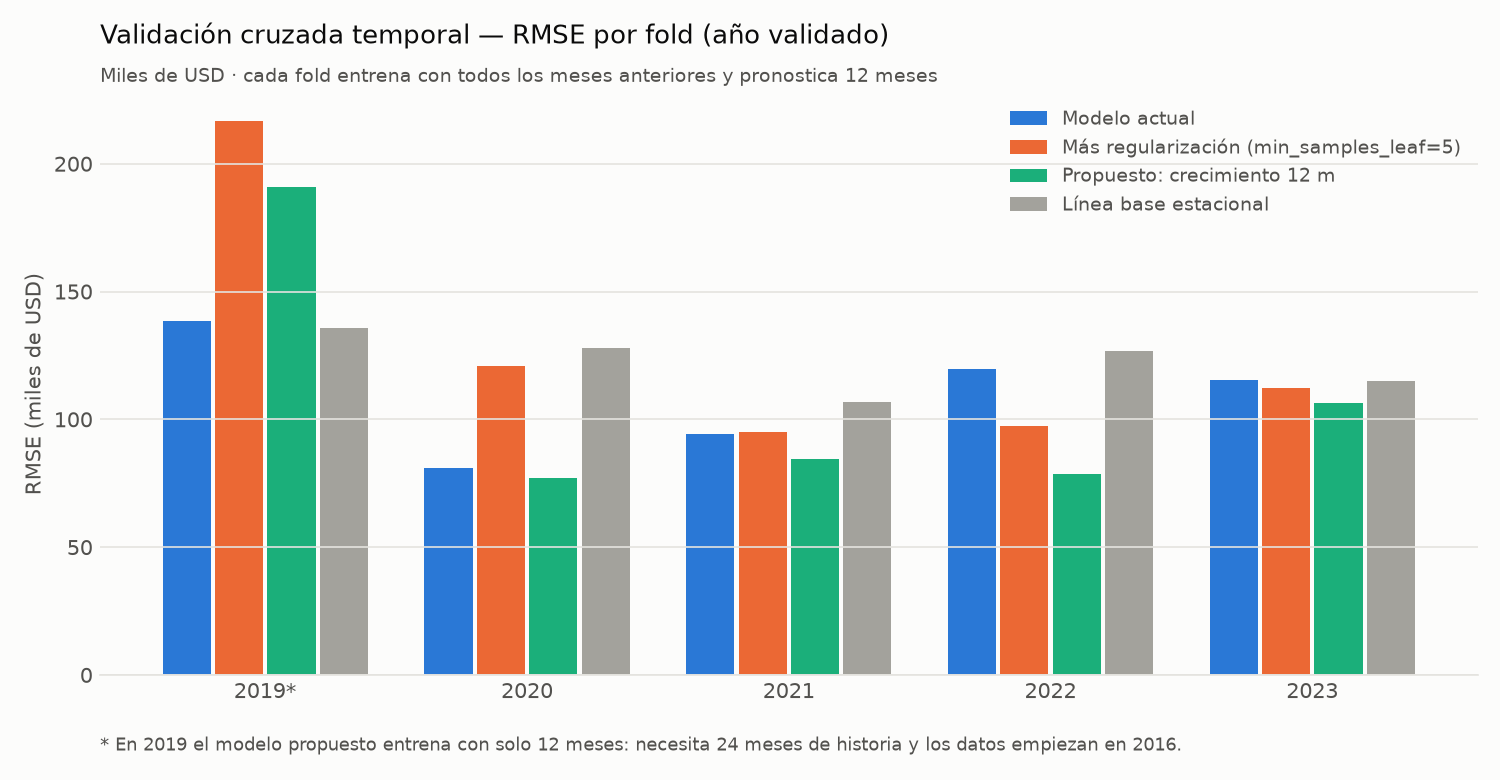 Validación cruzada temporal — RMSE por fold (año validado)
Miles de USD · cada fold entrena con todos los meses anteriores y pronostica 12 meses
Modelo actual
Más regularización (min_samples_leaf=5)
Propuesto: crecimiento 12 m
Línea base estacional
RMSE (miles de USD)
200
150
100
50
0
2019*
2020
2021
2022
2023
* En 2019 el modelo propuesto entrena con solo 12 meses: necesita 24 meses de historia y los datos empiezan en 2016.